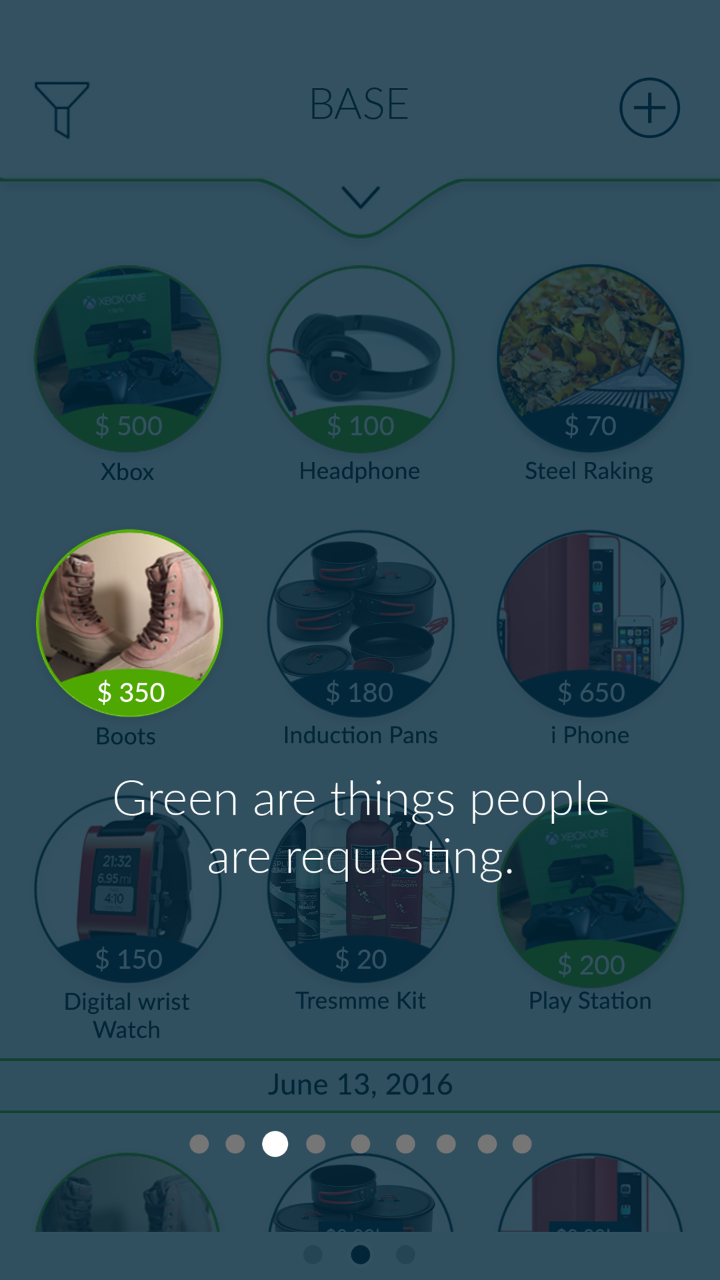 BASE
XBOX ONE
$ 500
$ 100
$ 70
Xbox
Headphone
Steel Raking
$ 350
$ 180
$ 650
Boots
Induction Pans
i Phone
Green are things people
are requesting.
21:32
6.95mi
4:10
XBOX ONE
$ 150
$ 20
$ 200
Digital wrist
Watch
Tresmme Kit
Play Station
June 13, 2016